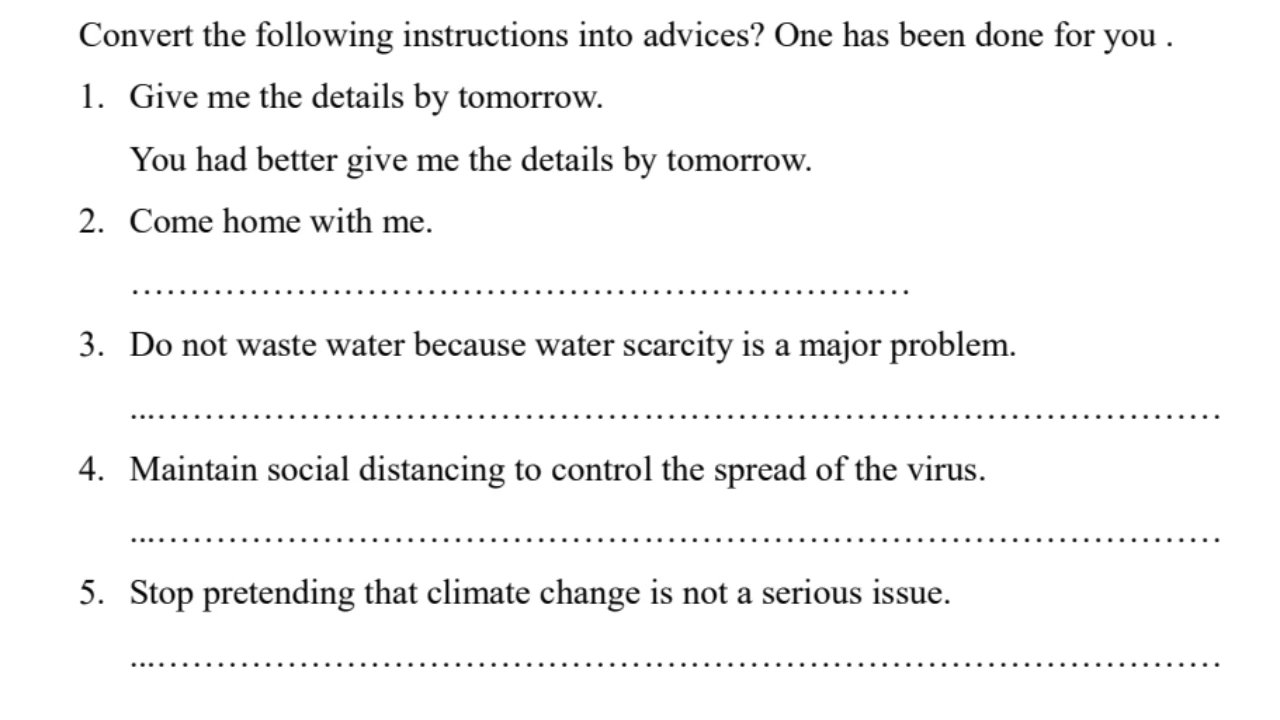 Convert the following instructions into advices? One has been done for you .
1. Give me the details by tomorrow.
You had better give me the details by tomorrow.
2. Come home with me.
………………………………………………………………
3. Do not waste water because water scarcity is a major problem.
...……………………………………………………………………………………
4. Maintain social distancing to control the spread of the virus.
...……………………………………………………………………………………
5. Stop pretending that climate change is not a serious issue.
...……………………………………………………………………………………